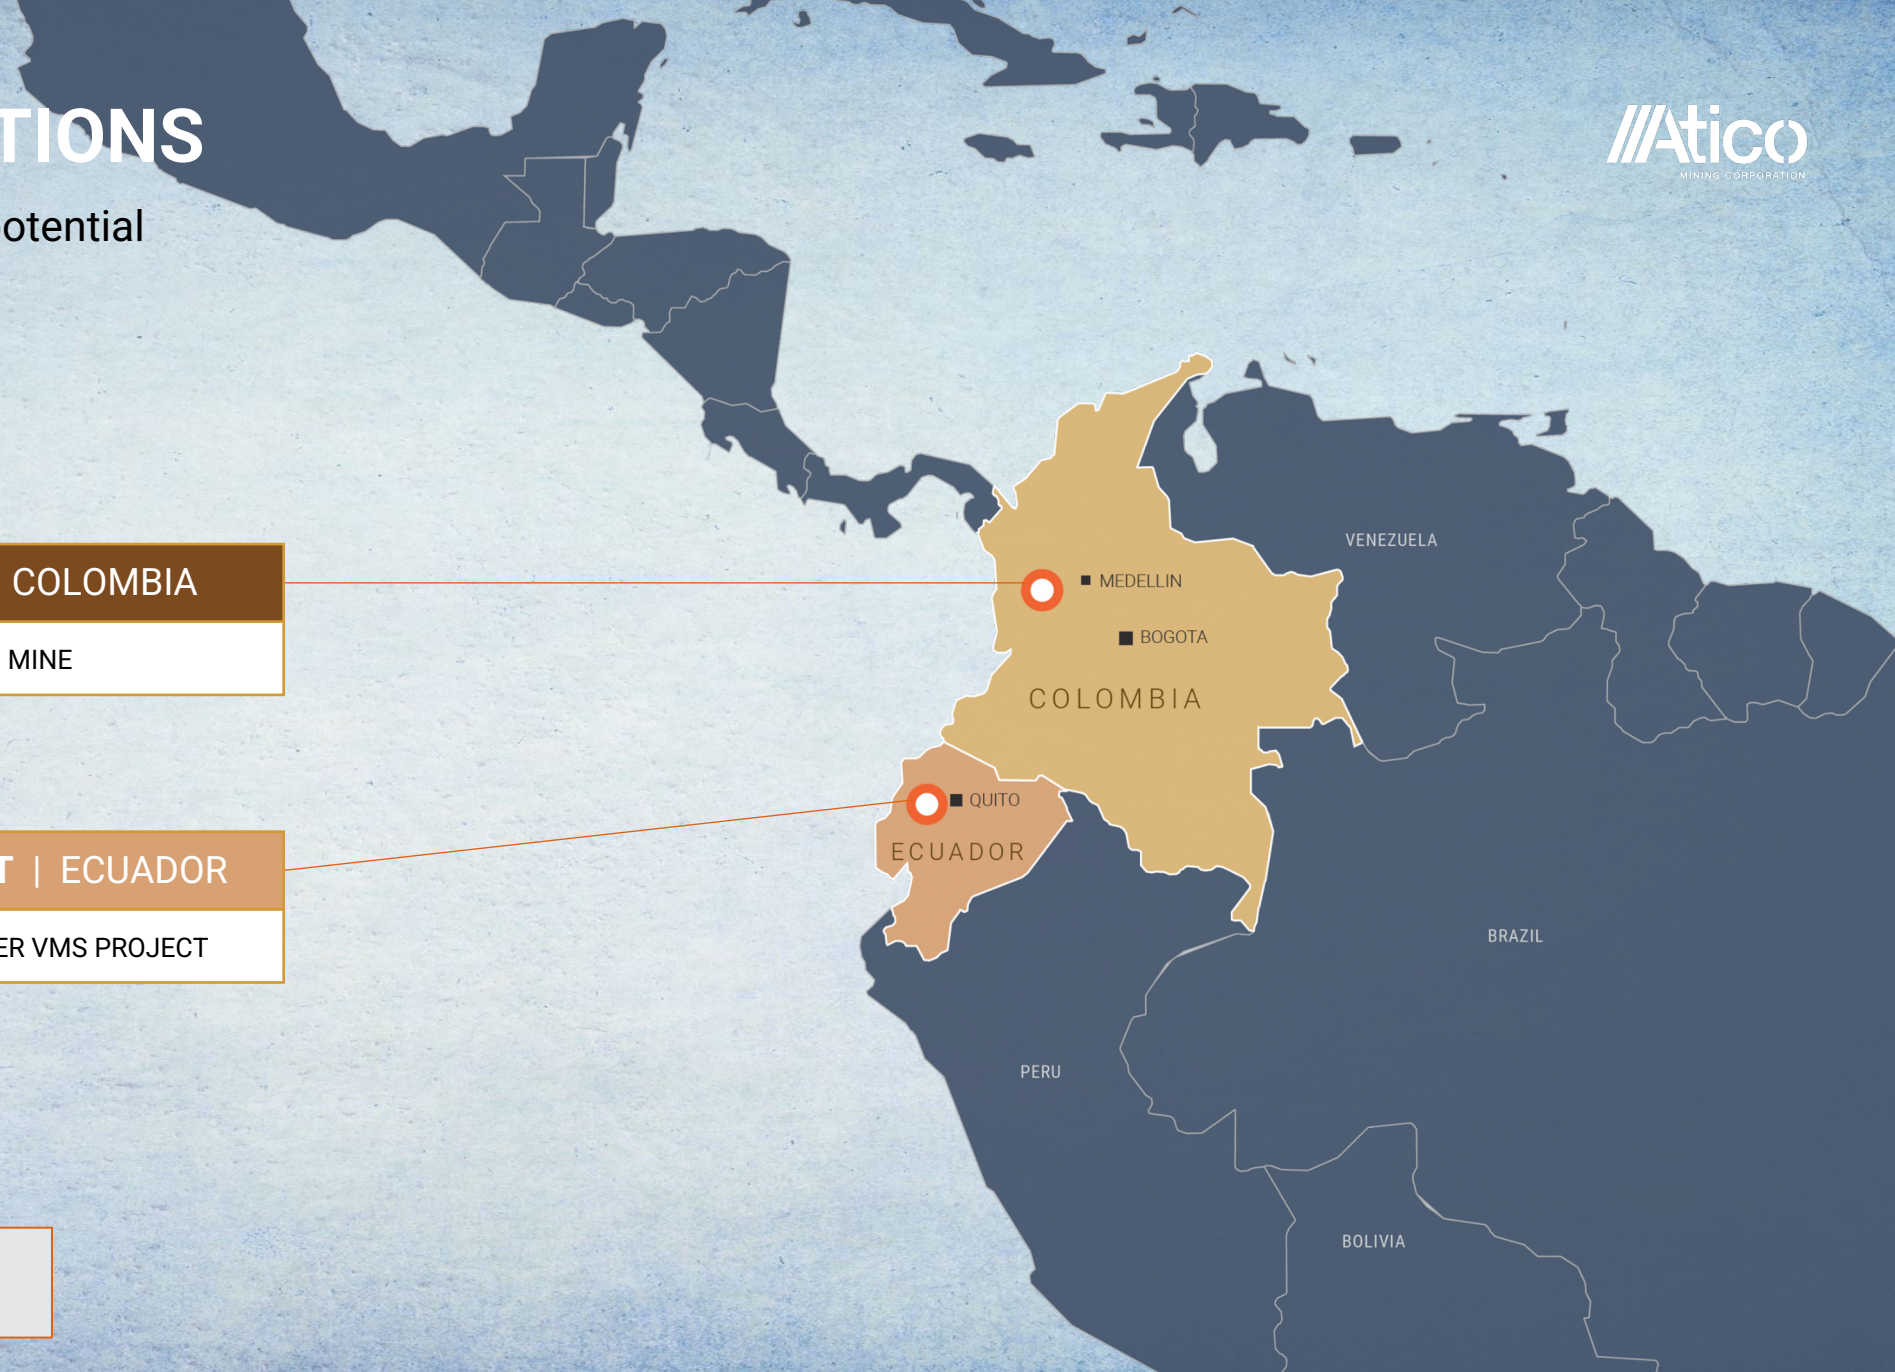 TIONS
Atico
MINING CORPORATION
potential
COLOMBIA
MINE
VENEZUELA
MEDELLIN
BOGOTA
COLOMBIA
QUITO
ECUADOR
T | ECUADOR
ER VMS PROJECT
BRAZIL
PERU
BOLIVIA